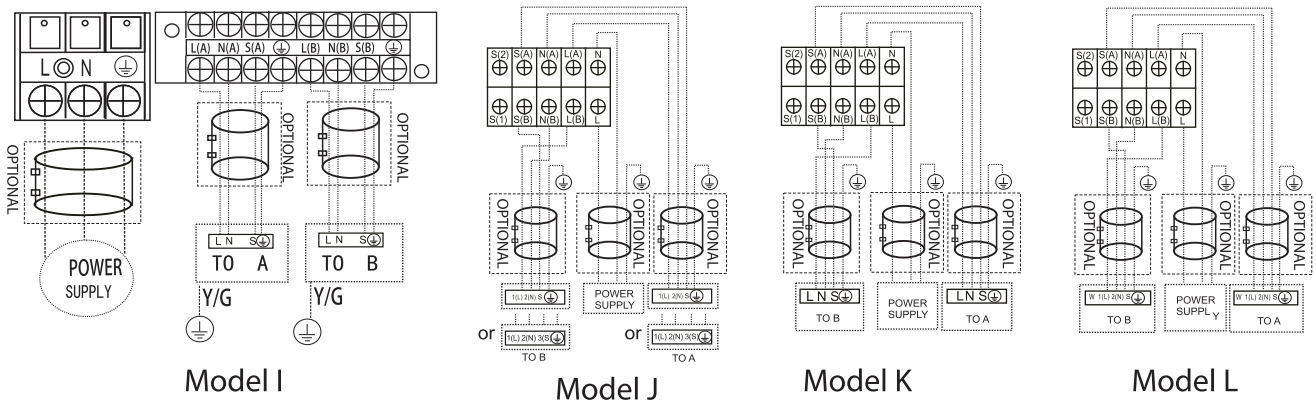 L N
OPTIONAL
POWER
SUPPLY
L(A) N(A) S(A) L(B) N(B) S(B)
OPTIONAL
OPTIONAL
L N S
TO A
Y/G
L N S
TO B
Y/G
Model I
S(2) S(A) N(A) L(A) N
S(1) S(B) N(B) L(B) L
OPTIONAL
OPTIONAL
OPTIONAL
1(L) 2(N) S
POWER
SUPPLY
1(L) 2(N) S
or
1(L) 2(N) 3(S)
TO B
or
1(L) 2(N) 3(S)
TO A
Model J
S(2) S(A) N(A) L(A) N
S(1) S(B) N(B) L(B) L
OPTIONAL
OPTIONAL
OPTIONAL
L N S
TO B
POWER
SUPPLY
L N S
TO A
Model K
S(2) S(A) N(A) L(A) N
S(1) S(B) N(B) L(B) L
OPTIONAL
OPTIONAL
OPTIONAL
W 1(L) 2(N) S
TO B
POWER
SUPPLY
W 1(L) 2(N) S
TO A
Model L